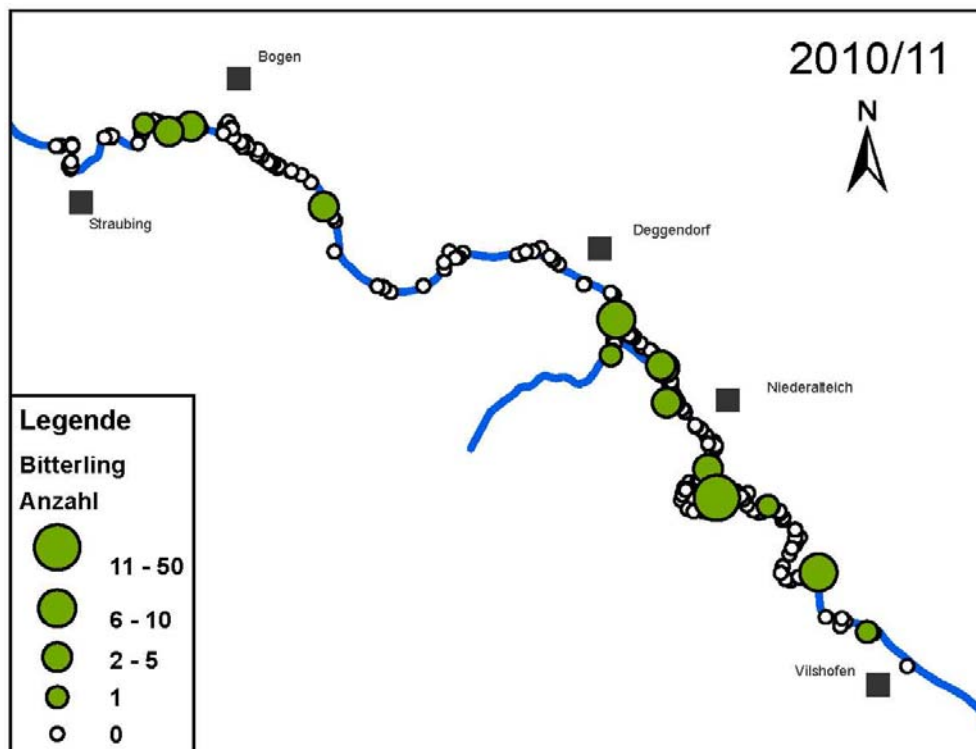 2010/11
N
Bogen
Straubing
Deggendorf
Niederalteich
Vilshofen
Legende
Bitterling
Anzahl
11 - 50
6 - 10
2 - 5
1
0